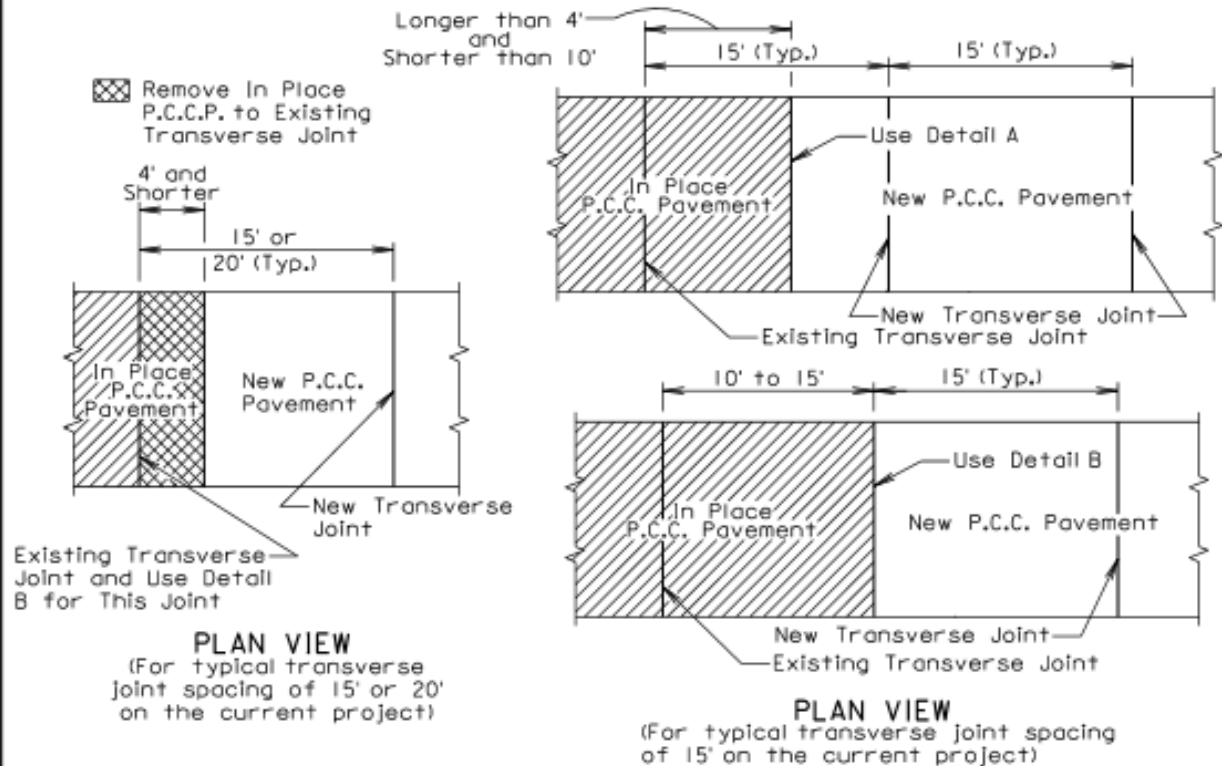 Remove In Place
P.C.C.P. to Existing
Transverse Joint
4' and
Shorter
15' or
20' (Typ.)
In Place
P.C.C.
Pavement
New P.C.C.
Pavement
New Transverse
Joint
Existing Transverse
Joint and Use Detail
B for This Joint
PLAN VIEW
(For typical transverse
joint spacing of 15' or 20'
on the current project)
Longer than 4'
and
Shorter than 10'
15' (Typ.)
15' (Typ.)
Use Detail A
In Place
P.C.C. Pavement
New P.C.C. Pavement
New Transverse Joint
Existing Transverse Joint
10' to 15'
15' (Typ.)
Use Detail B
In Place
P.C.C. Pavement
New P.C.C. Pavement
New Transverse Joint
Existing Transverse Joint
PLAN VIEW
(For typical transverse joint spacing
of 15' on the current project)